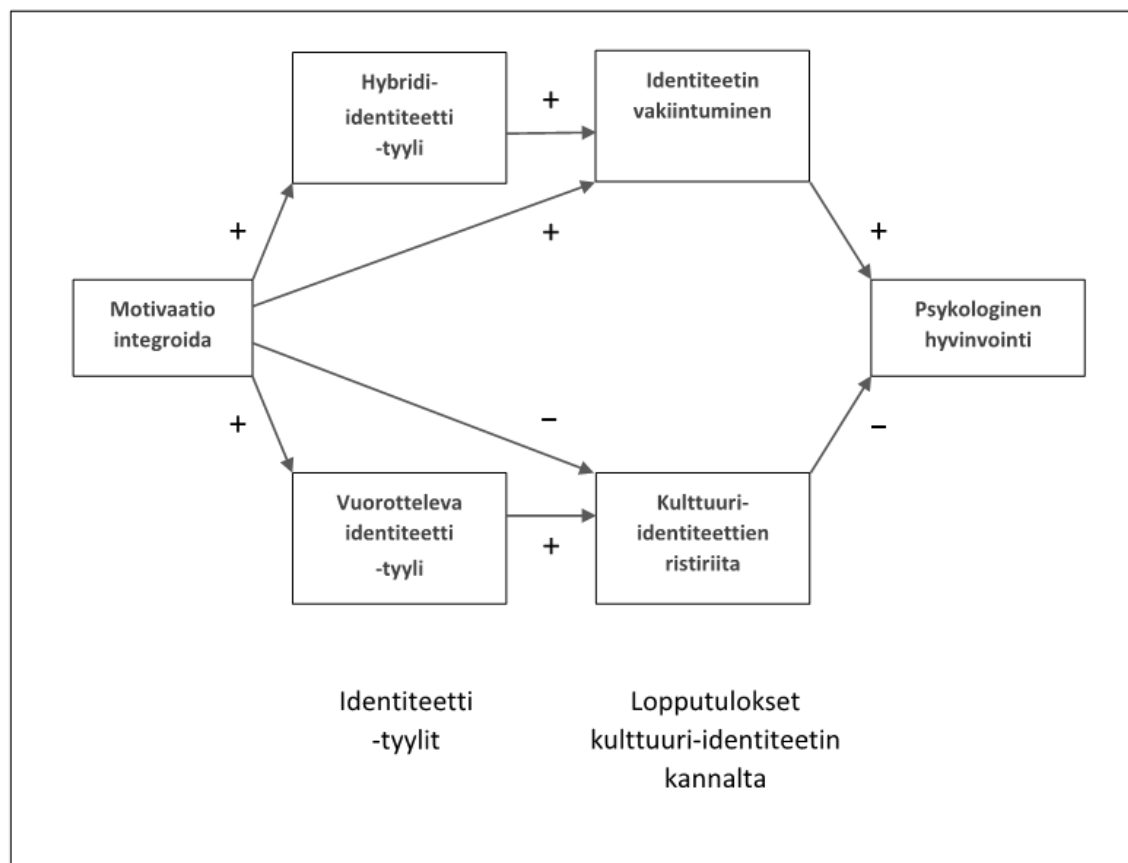 Hybridi-
identiteetti
-tyyli
+
Identiteetin
vakiintuminen
+
+
+
Motivaatio
integroida
Psykologinen
hyvinvointi
+
–
–
Vuorotteleva
identiteetti
-tyyli
+
Kulttuuri-
identiteettien
ristiriita
Identiteetti
-tyylit
Lopputulokset
kulttuuri-identiteetin
kannalta